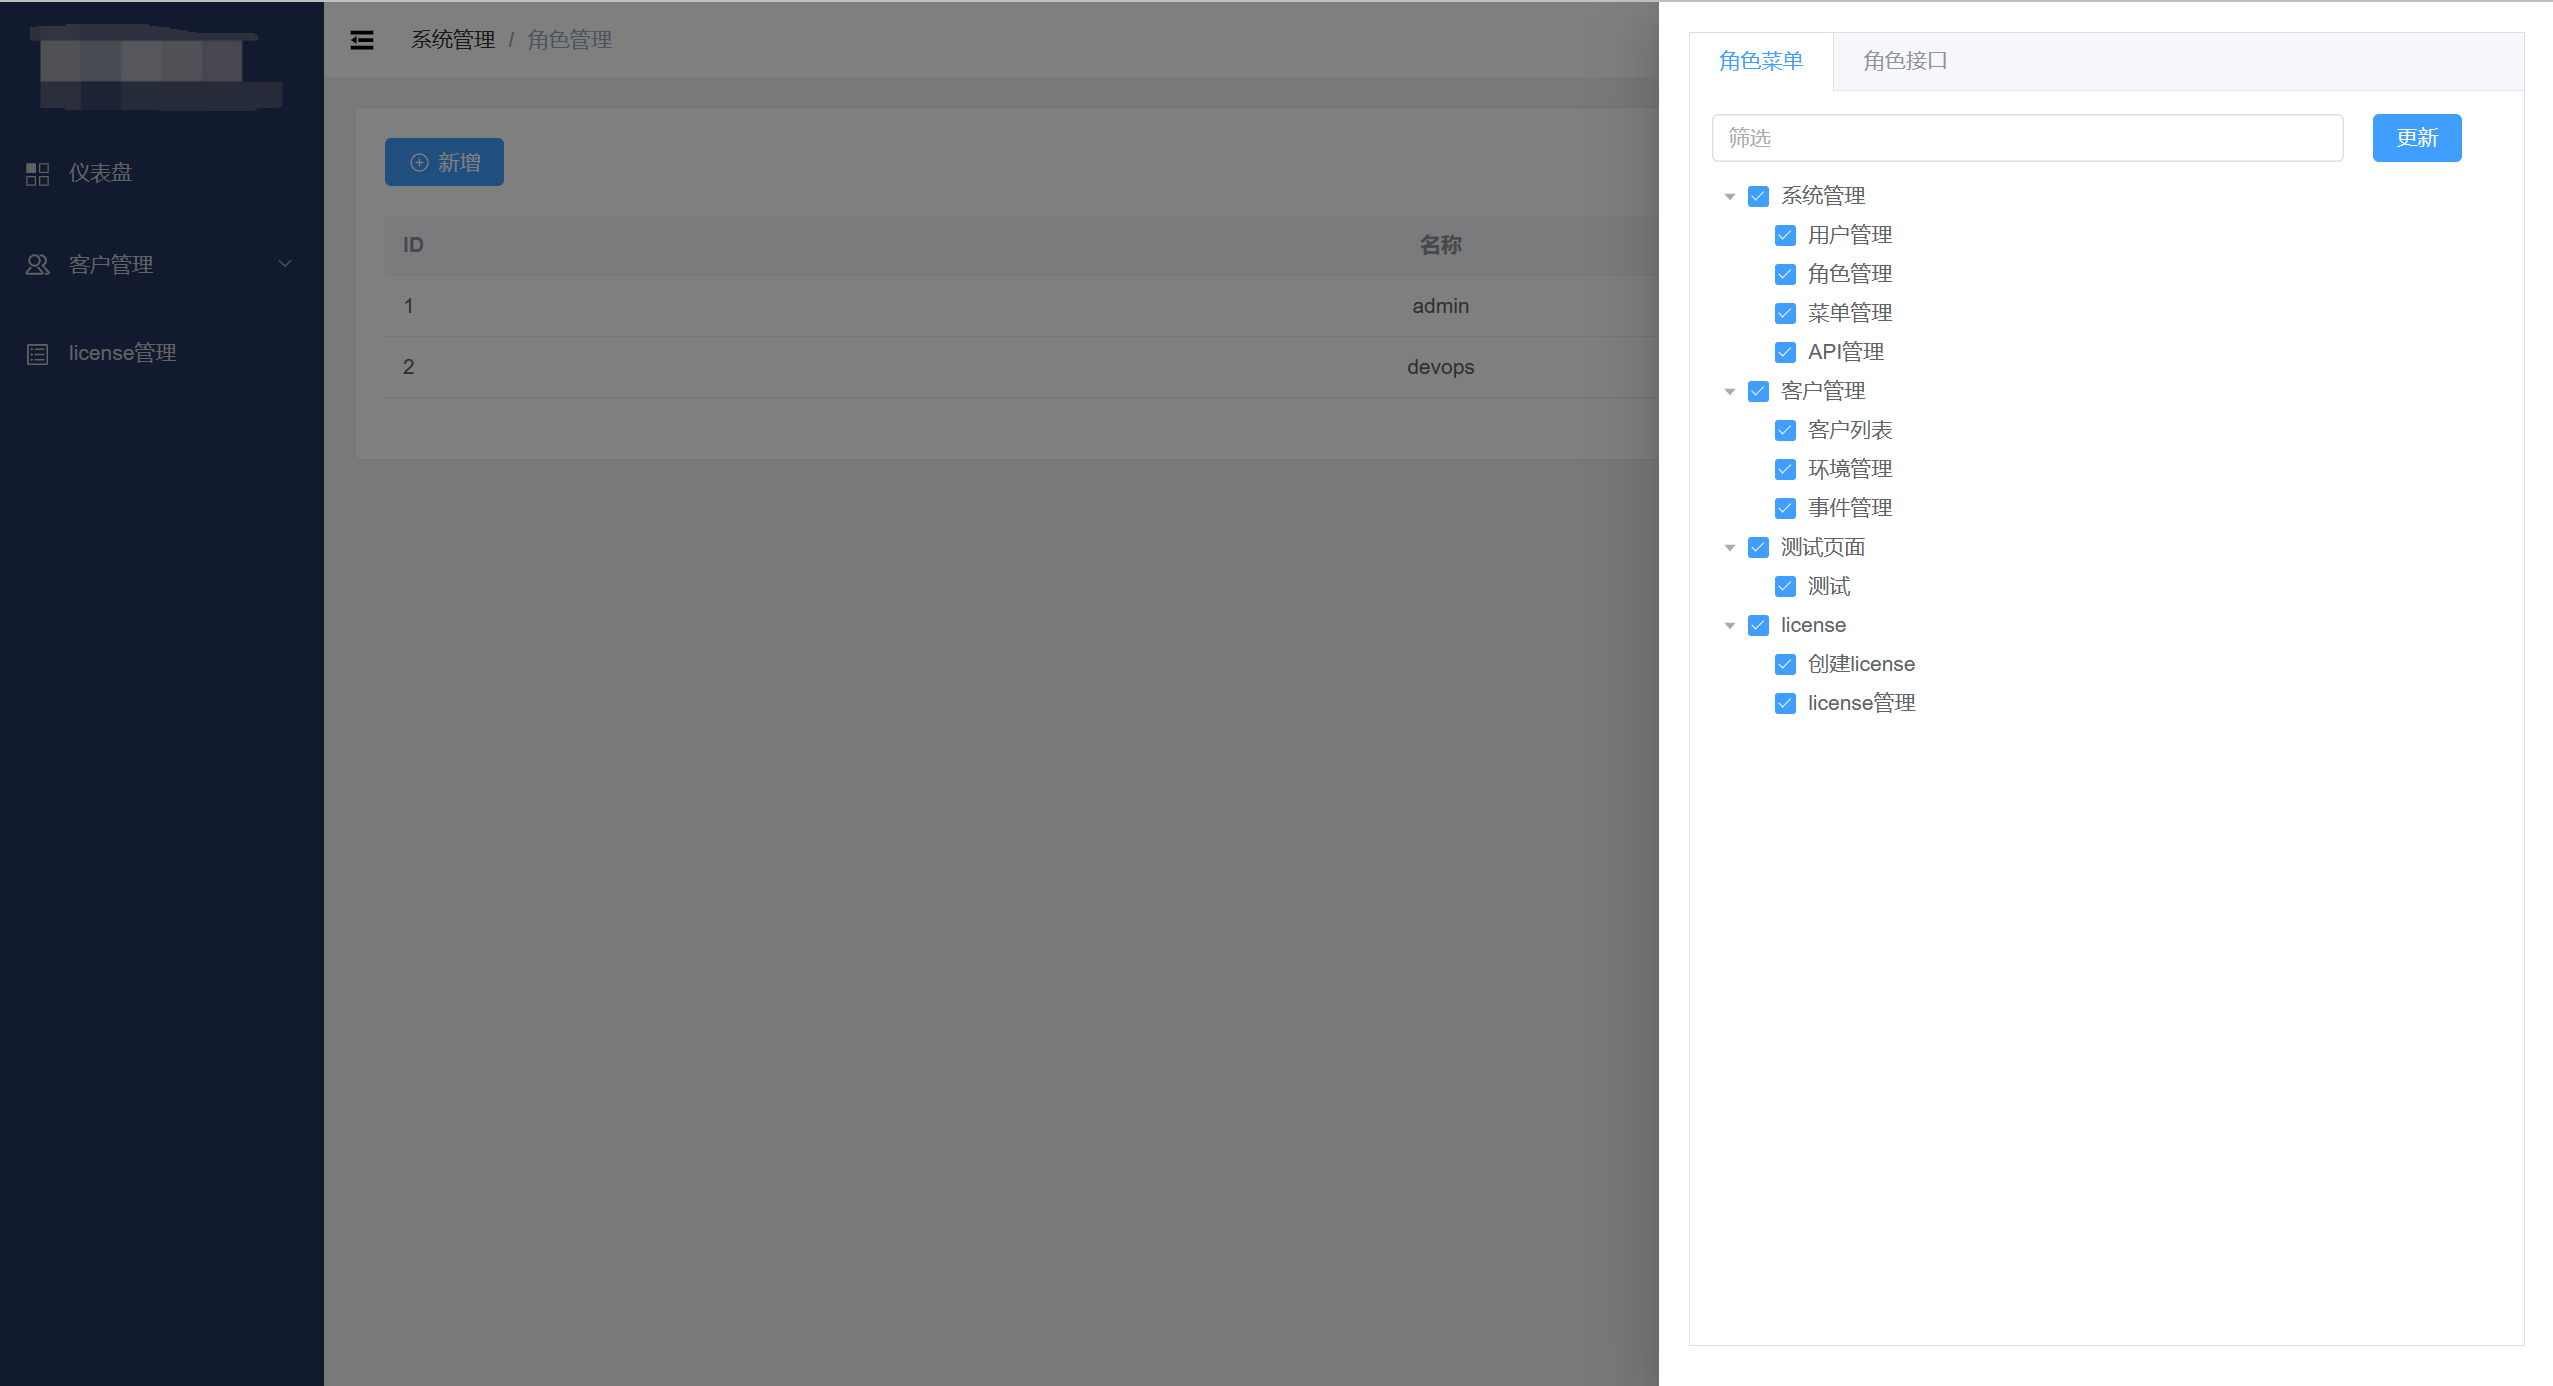 仪表盘
客户管理
license管理
系统管理 / 角色管理
新增
ID 名称
1 admin
2 devops
角色菜单 角色接口
筛选 更新
系统管理
用户管理
角色管理
菜单管理
API管理
客户管理
客户列表
环境管理
事件管理
测试页面
测试
license
创建license
license管理